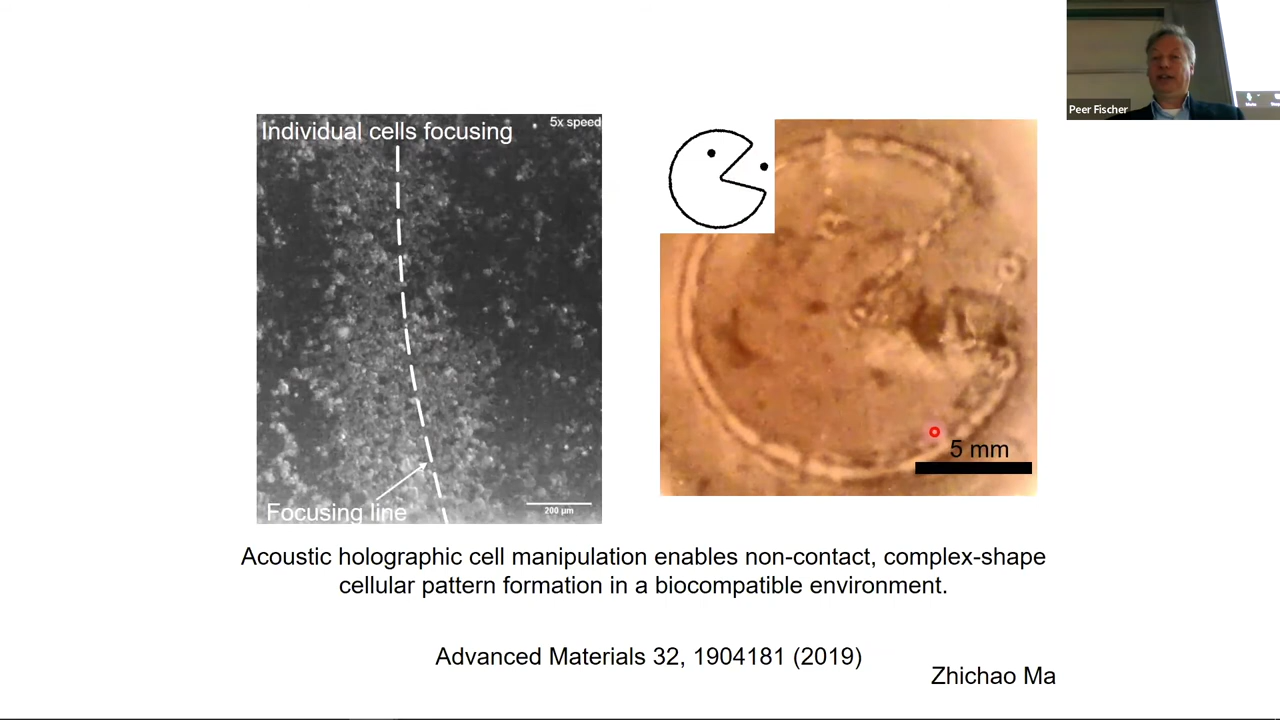 Peer Fischer
Individual cells focusing
5x speed
Focusing line
200 µm
5 mm
Acoustic holographic cell manipulation enables non-contact, complex-shape
cellular pattern formation in a biocompatible environment.
Advanced Materials 32, 1904181 (2019)
Zhichao Ma